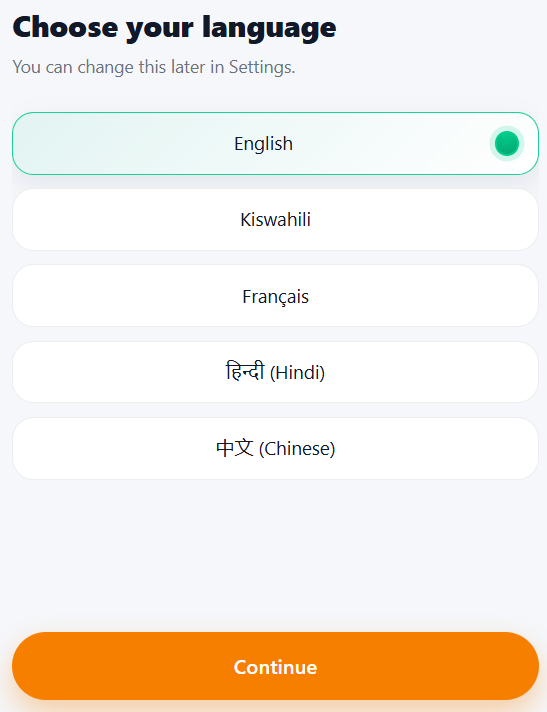 Choose your language
You can change this later in Settings.
English
Kiswahili
Français
हिन्दी (Hindi)
中文 (Chinese)
Continue